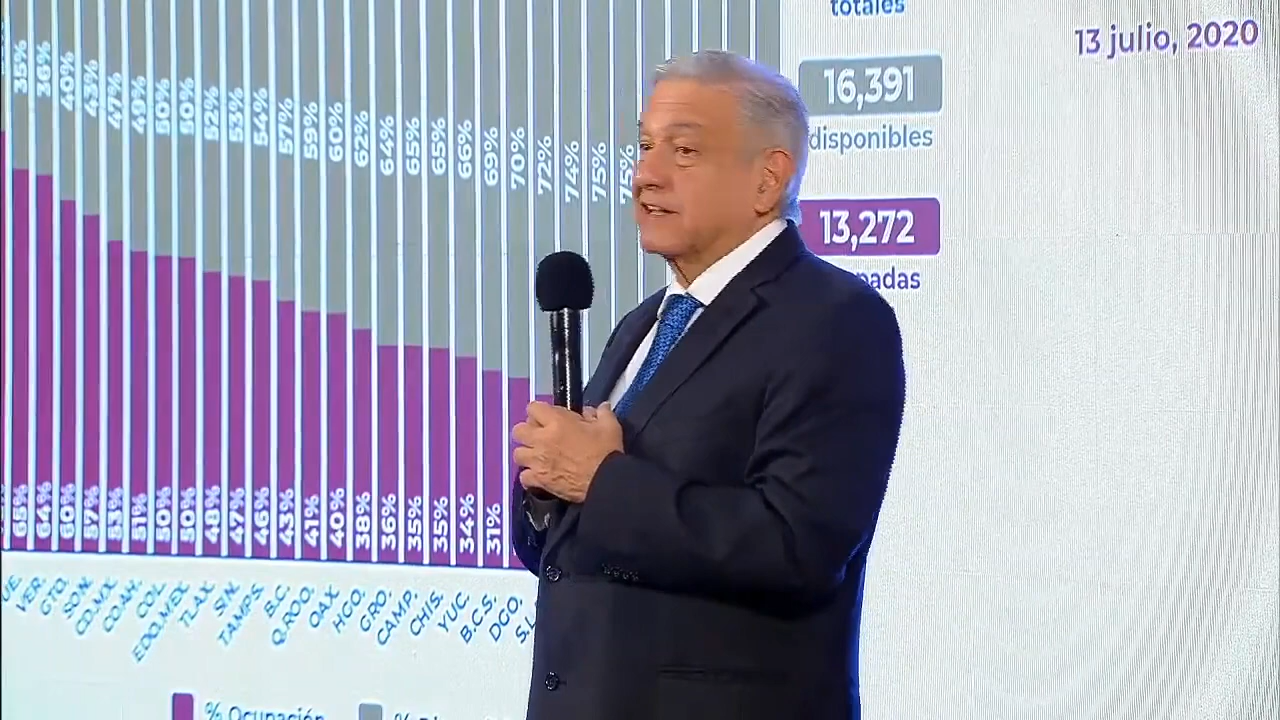 totales
13 julio, 2020
16,391
disponibles
13,272
padas
35% 36% 40% 43% 47% 49% 50% 50% 52% 53% 54% 57% 59% 60% 62% 64% 65% 65% 66% 69% 70% 72% 74% 75% 75%
65% 64% 60% 57% 53% 51% 50% 50% 48% 47% 46% 43% 41% 40% 38% 36% 35% 35% 34% 31%
VER. GTO. SON. CD.MX. COAH. COL. EDO.MEX. TLAX. SIN. TAMPS. B.C. Q.ROO. OAX. HGO. GRO. CAMP. CHIS. YUC. B.C.S. DGO. S.L
% Ocupación %